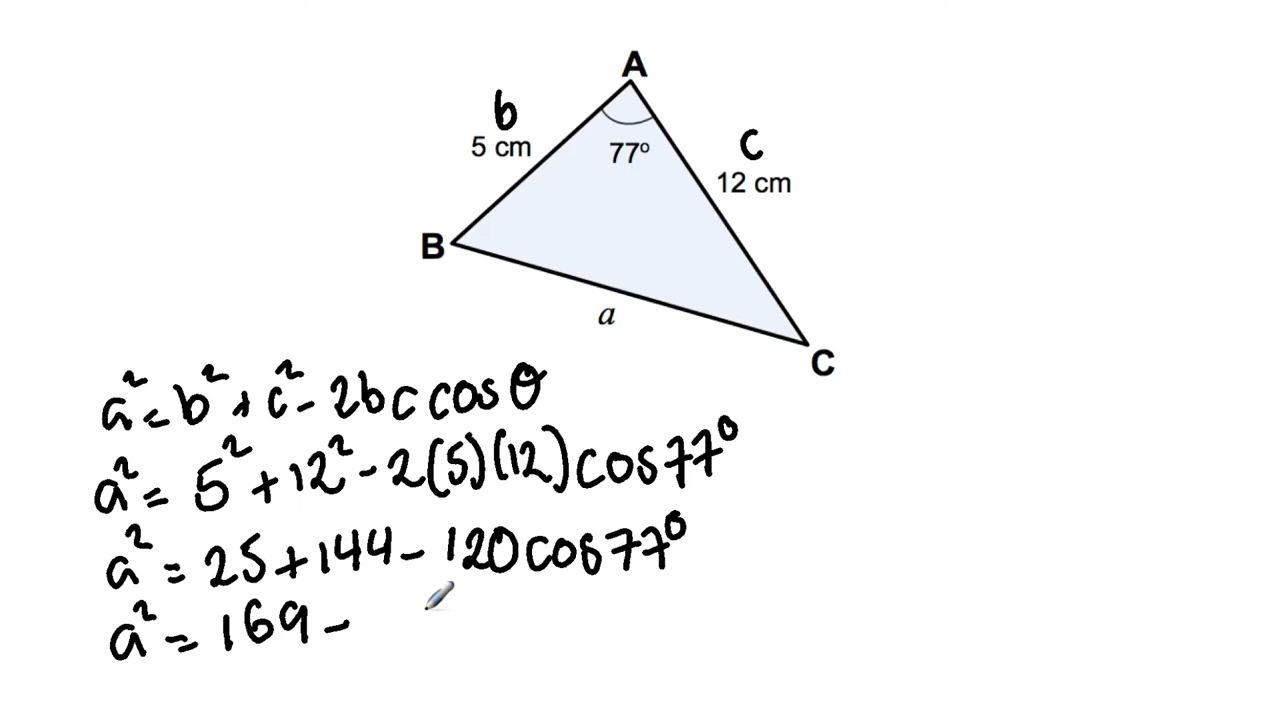 A
b
5 cm
77°
c
12 cm
B
a
C
a² = b² + c² - 2bc cos θ
a² = 5² + 12² - 2(5)(12) cos 77°
a² = 25 + 144 - 120 cos 77°
a² = 169 -